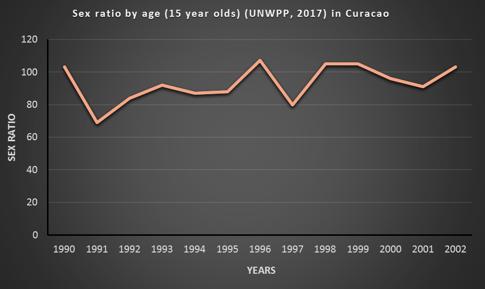 Sex ratio by age (15 year olds) (UNWPP, 2017) in Curacao
120
100
80
60
40
20
0
SEX RATIO
1990 1991 1992 1993 1994 1995 1996 1997 1998 1999 2000 2001 2002
YEARS